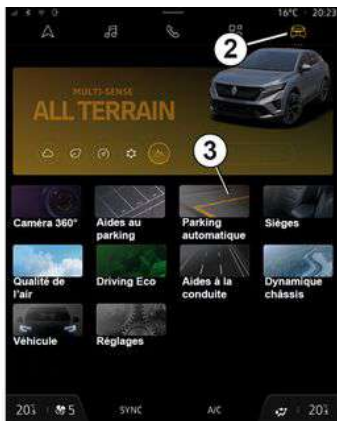 16°C 20:23
2
MULTI-SENSE
ALL TERRAIN
3
Caméra 360°
Aides au
parking
Parking
automatique
Sièges
Qualité de
l'air
Driving Eco
Aides à la
conduite
Dynamique
châssis
Véhicule
Réglages
5 SYNC A/C